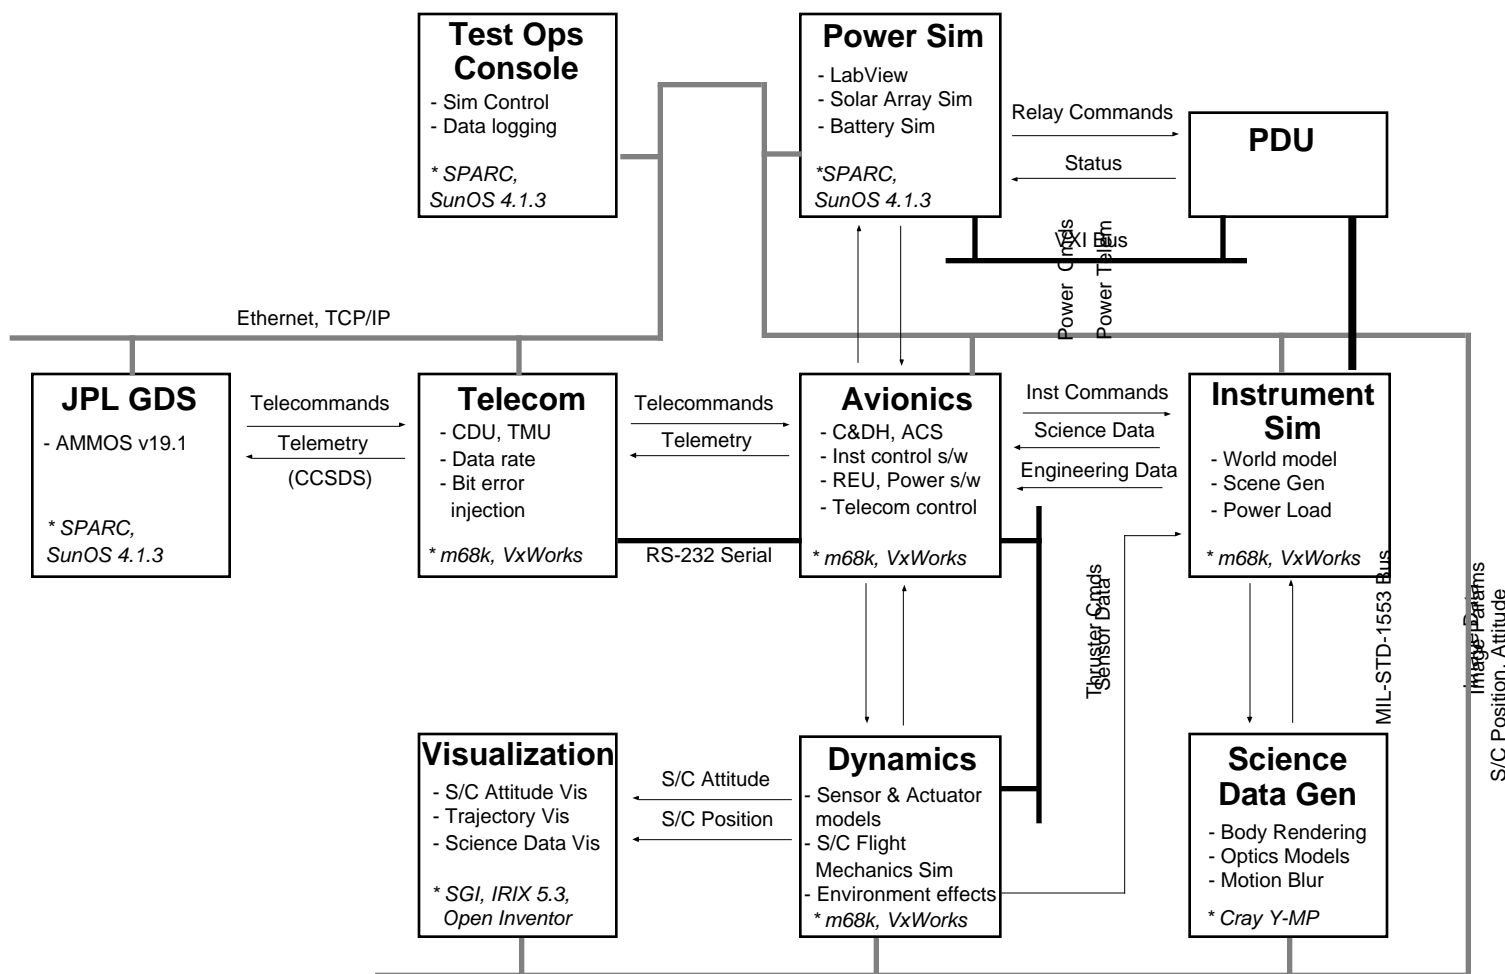 Test Ops
Console
- Sim Control
- Data logging
* SPARC,
SunOS 4.1.3
Power Sim
- LabView
- Solar Array Sim
- Battery Sim
*SPARC,
SunOS 4.1.3
Relay Commands
Status
PDU
VXI Bus
Power Cmds
Power Telem
Ethernet, TCP/IP
JPL GDS
- AMMOS v19.1
* SPARC,
SunOS 4.1.3
Telecommands
Telemetry
(CCSDS)
Telecom
- CDU, TMU
- Data rate
- Bit error
injection
* m68k, VxWorks
Telecommands
Telemetry
RS-232 Serial
Avionics
- C&DH, ACS
- Inst control s/w
- REU, Power s/w
- Telecom control
* m68k, VxWorks
Inst Commands
Science Data
Engineering Data
Instrument
Sim
- World model
- Scene Gen
- Power Load
* m68k, VxWorks
Thruster Cmds
Sensor Data
MIL-STD-1553 Bus
Image Params
S/C Position, Attitude
Visualization
- S/C Attitude Vis
- Trajectory Vis
- Science Data Vis
* SGI, IRIX 5.3,
Open Inventor
S/C Attitude
S/C Position
Dynamics
- Sensor & Actuator
models
- S/C Flight
Mechanics Sim
- Environment effects
* m68k, VxWorks
Science
Data Gen
- Body Rendering
- Optics Models
- Motion Blur
* Cray Y-MP